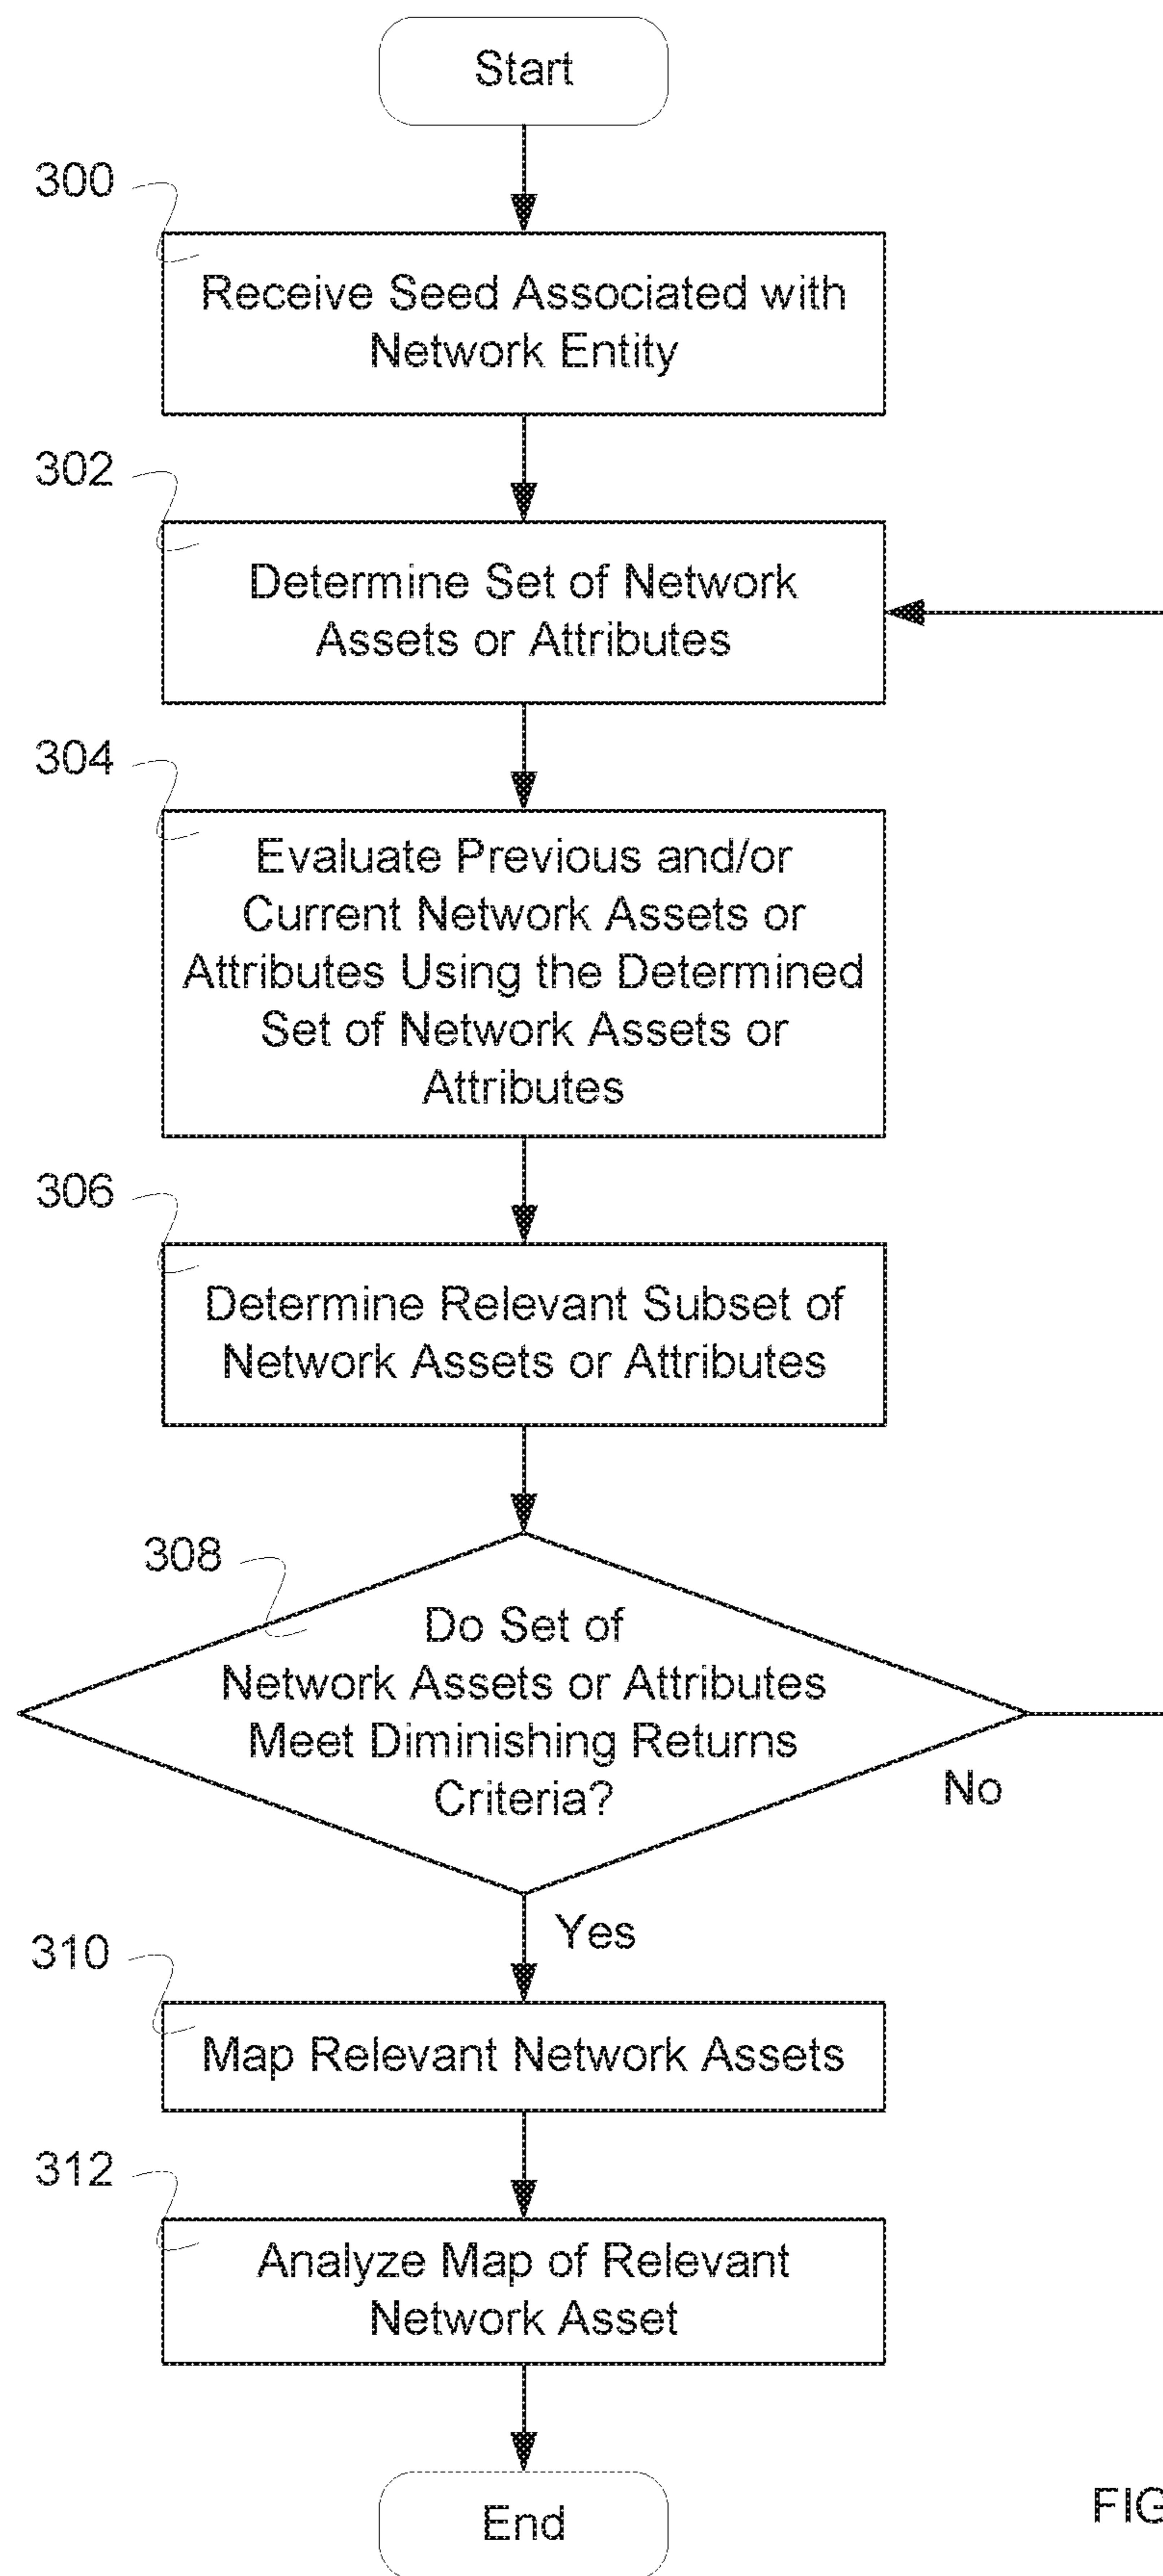 Start
300
Receive Seed Associated with
Network Entity
302
Determine Set of Network
Assets or Attributes
304
Evaluate Previous and/or
Current Network Assets or
Attributes Using the Determined
Set of Network Assets or
Attributes
306
Determine Relevant Subset of
Network Assets or Attributes
308
Do Set of
Network Assets or Attributes
Meet Diminishing Returns
Criteria?
No
Yes
310
Map Relevant Network Assets
312
Analyze Map of Relevant
Network Asset
End
FIG